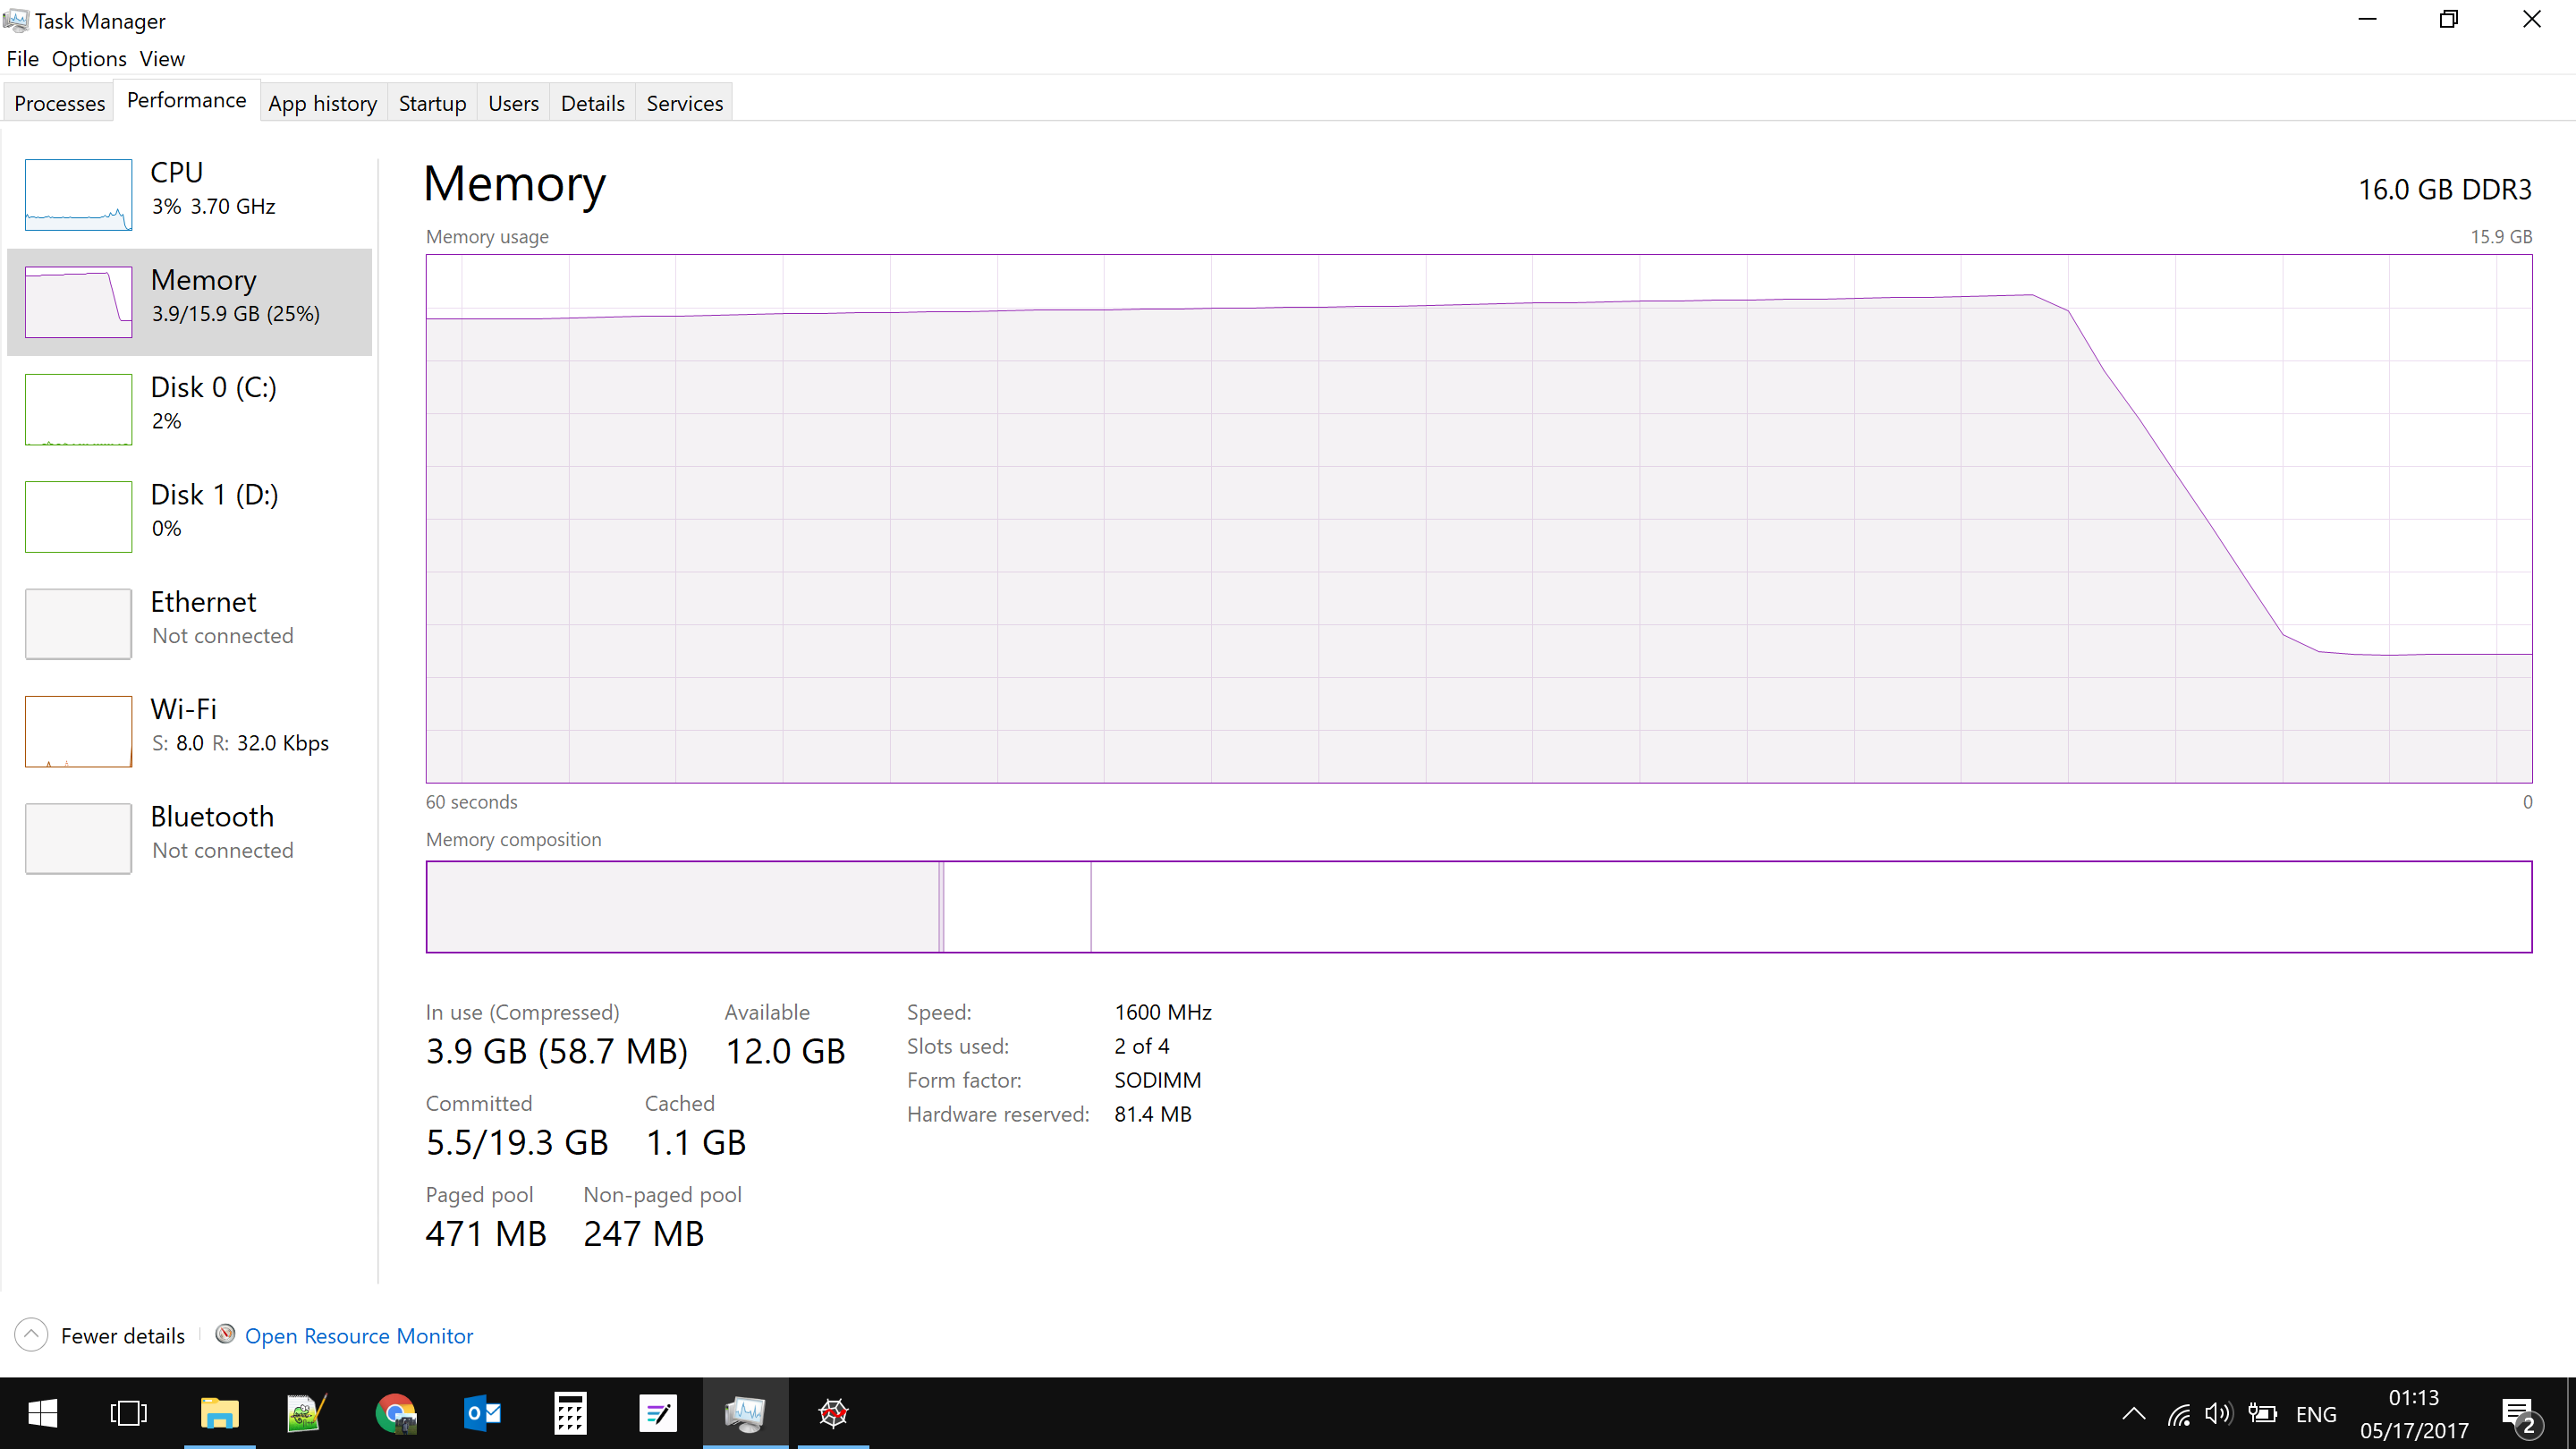 Task Manager
File Options View
Processes Performance App history Startup Users Details Services
CPU
3% 3.70 GHz
Memory
3.9/15.9 GB (25%)
Disk 0 (C:)
2%
Disk 1 (D:)
0%
Ethernet
Not connected
Wi-Fi
S: 8.0 R: 32.0 Kbps
Bluetooth
Not connected
Memory
16.0 GB DDR3
Memory usage
15.9 GB
60 seconds
0
Memory composition
In use (Compressed) Available
3.9 GB (58.7 MB) 12.0 GB
Committed Cached
5.5/19.3 GB 1.1 GB
Paged pool Non-paged pool
471 MB 247 MB
Speed: 1600 MHz
Slots used: 2 of 4
Form factor: SODIMM
Hardware reserved: 81.4 MB
Fewer details Open Resource Monitor
ENG
01:13
05/17/2017
2